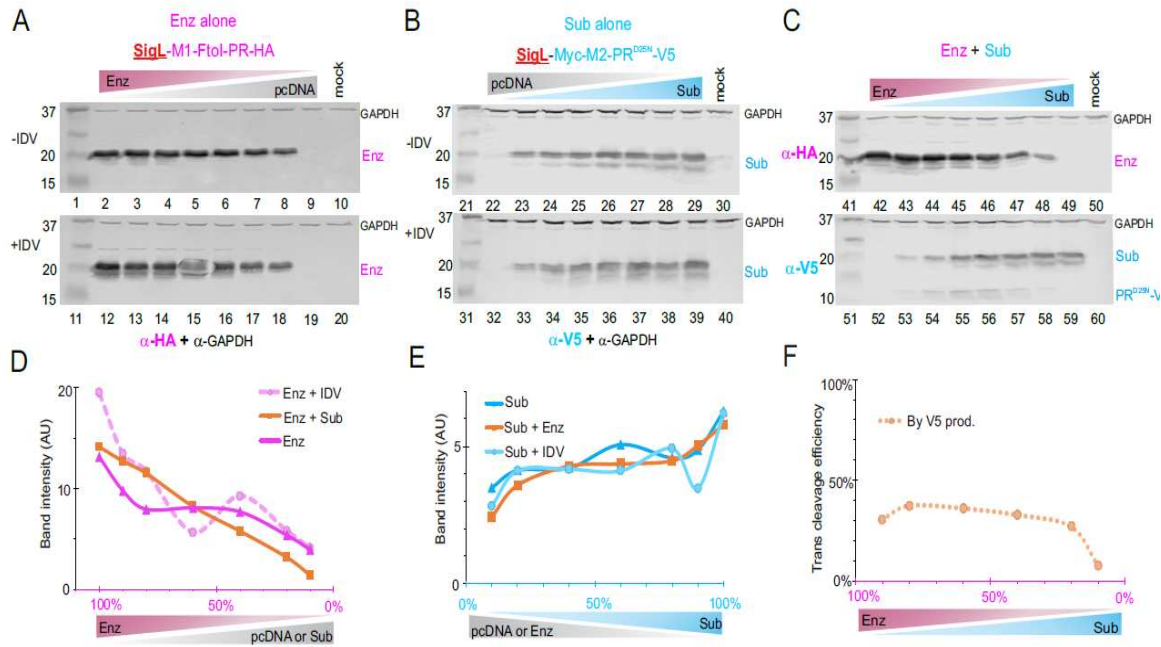 A
Enz alone
SigL-M1-FtoI-PR-HA
Enz
pcDNA
mock
-IDV
37
20
15
GAPDH
Enz
1 2 3 4 5 6 7 8 9 10
+IDV
37
20
15
GAPDH
Enz
11 12 13 14 15 16 17 18 19 20
α-HA + α-GAPDH
B
Sub alone
SigL-Myc-M2-PRD25N-V5
pcDNA
Sub
mock
-IDV
37
20
15
GAPDH
Sub
21 22 23 24 25 26 27 28 29 30
+IDV
37
20
15
GAPDH
Sub
31 32 33 34 35 36 37 38 39 40
α-V5 + α-GAPDH
C
Enz + Sub
Enz
Sub
mock
α-HA
37
20
15
GAPDH
Enz
41 42 43 44 45 46 47 48 49 50
α-V5
37
20
10
GAPDH
Sub
PRD25N-V
51 52 53 54 55 56 57 58 59 60
D
Band intensity (AU)
20
10
0
Enz + IDV
Enz + Sub
Enz
100% 50% 0%
Enz
pcDNA or Sub
E
Band intensity (AU)
5
0
Sub
Sub + Enz
Sub + IDV
0% 50% 100%
pcDNA or Enz
Sub
F
Trans cleavage efficiency
100%
50%
0%
By V5 prod.
100% 50% 0%
Enz
Sub